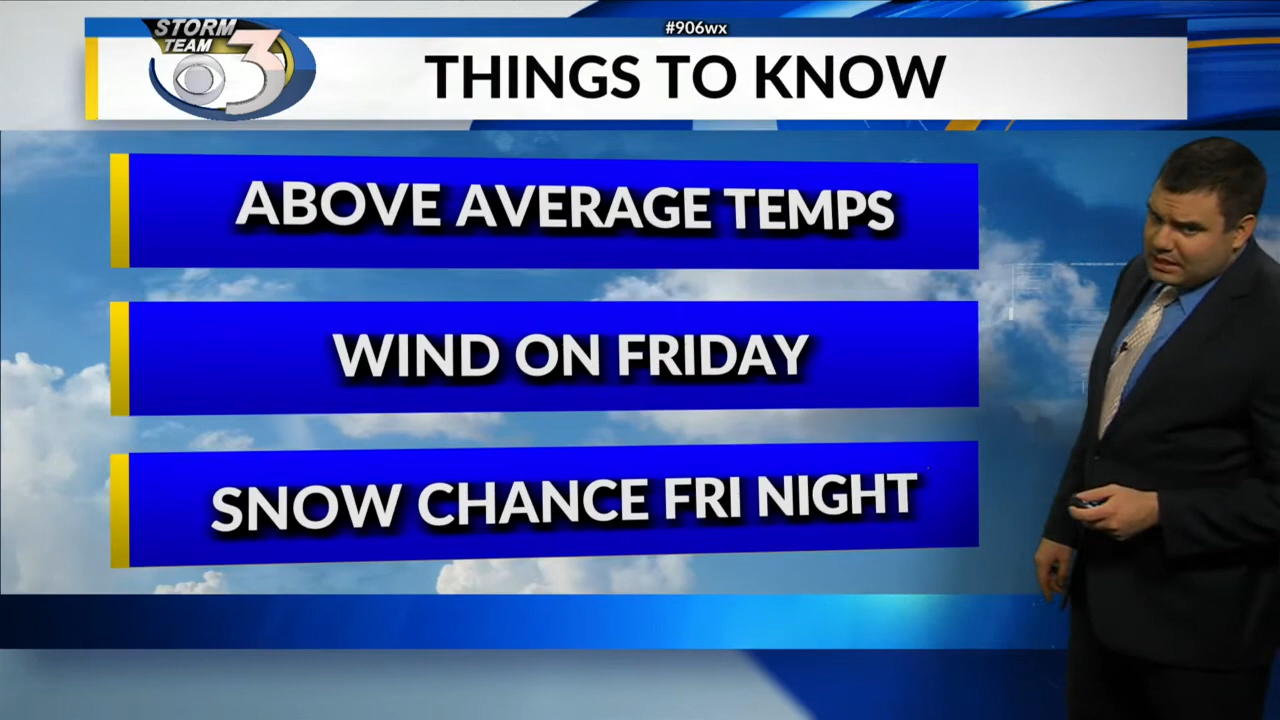 #906wx
STORM
TEAM
3
THINGS TO KNOW
ABOVE AVERAGE TEMPS
WIND ON FRIDAY
SNOW CHANCE FRI NIGHT